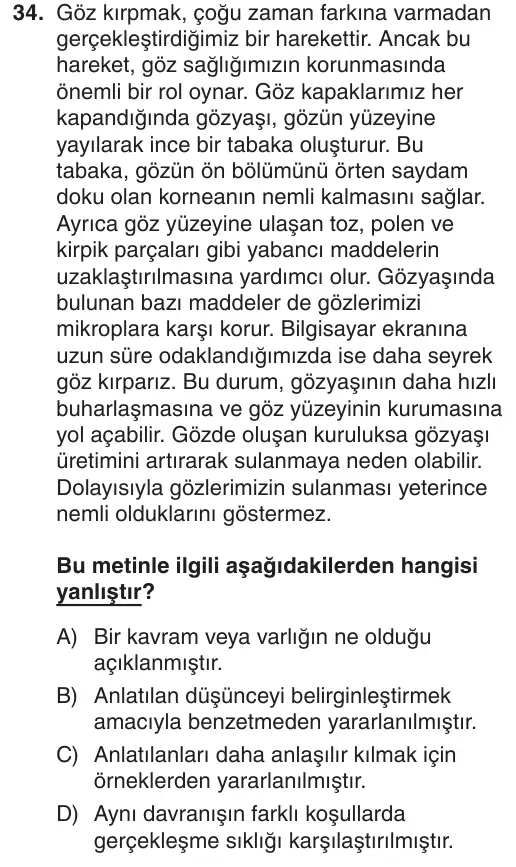 34. Göz kırpmak, çoğu zaman farkına varmadan
gerçekleştirdiğimiz bir harekettir. Ancak bu
hareket, göz sağlığımızın korunmasında
önemli bir rol oynar. Göz kapaklarımız her
kapandığında gözyaşı, gözün yüzeyine
yayılarak ince bir tabaka oluşturur. Bu
tabaka, gözün ön bölümünü örten saydam
doku olan korneanın nemli kalmasını sağlar.
Ayrıca göz yüzeyine ulaşan toz, polen ve
kirpik parçaları gibi yabancı maddelerin
uzaklaştırılmasına yardımcı olur. Gözyaşında
bulunan bazı maddeler de gözlerimizi
mikroplara karşı korur. Bilgisayar ekranına
uzun süre odaklandığımızda ise daha seyrek
göz kırparız. Bu durum, gözyaşının daha hızlı
buharlaşmasına ve göz yüzeyinin kurumasına
yol açabilir. Gözde oluşan kuruluksa gözyaşı
üretimini artırarak sulanmaya neden olabilir.
Dolayısıyla gözlerimizin sulanması yeterince
nemli olduklarını göstermez.
Bu metinle ilgili aşağıdakilerden hangisi
yanlıştır?
A) Bir kavram veya varlığın ne olduğu
açıklanmıştır.
B) Anlatılan düşünceyi belirginleştirmek
amacıyla benzetmeden yararlanılmıştır.
C) Anlatılanları daha anlaşılır kılmak için
örneklerden yararlanılmıştır.
D) Aynı davranışın farklı koşullarda
gerçekleşme sıklığı karşılaştırılmıştır.